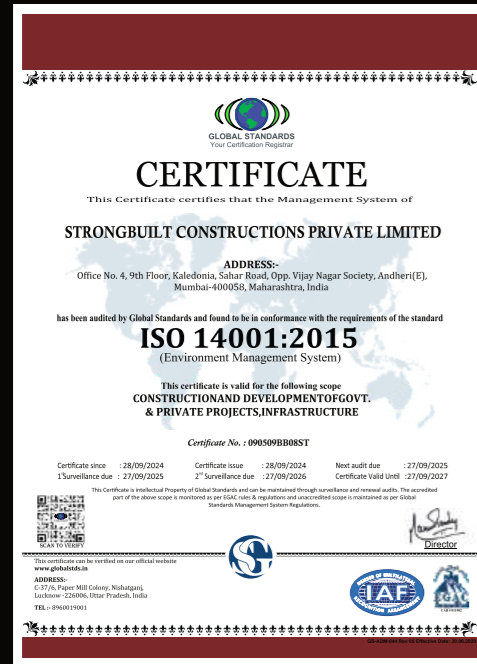 GLOBAL STANDARDS
Your Certification Registrar
CERTIFICATE
This Certificate certifies that the Management System of
STRONGBUILT CONSTRUCTIONS PRIVATE LIMITED
ADDRESS:-
Office No. 4, 9th Floor, Kaledonia, Sahar Road, Opp. Vijay Nagar Society, Andheri(E),
Mumbai-400058, Maharashtra, India
has been audited by Global Standards and found to be in conformance with the requirements of the standard
ISO 14001:2015
(Environment Management System)
This certificate is valid for the following scope
CONSTRUCTIONAND DEVELOPMENTOFGOVT.
& PRIVATE PROJECTS,INFRASTRUCTURE
Certificate No. : 090509BB08ST
Certificate since : 28/09/2024 Certificate issue : 28/09/2024 Next audit due : 27/09/2025
1st Surveillance due : 27/09/2025 2nd Surveillance due : 27/09/2026 Certificate Valid Until :27/09/2027
This Certificate is intellectual Property of Global Standards and can be maintained through surveillance and renewal audits. The accredited
part of the above scope is monitored as per EGAC rules & regulations and unaccredited scope is maintained as per Global
Standards Management System Regulations.
SCAN TO VERIFY
Director
This certificate can be verified on our official website
www.globalstds.in
ADDRESS:-
C-37/6, Paper Mill Colony, Nishatganj,
Lucknow -226006, Uttar Pradesh, India
TEL :- 8960019001
IAF